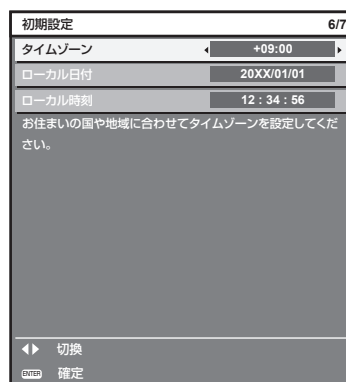 初期設定 6/7
タイムゾーン +09:00
ローカル日付 20XX/01/01
ローカル時刻 12 : 34 : 56
お住まいの国や地域に合わせてタイムゾーンを設定してくだ
さい。
切換
ENTER 確定